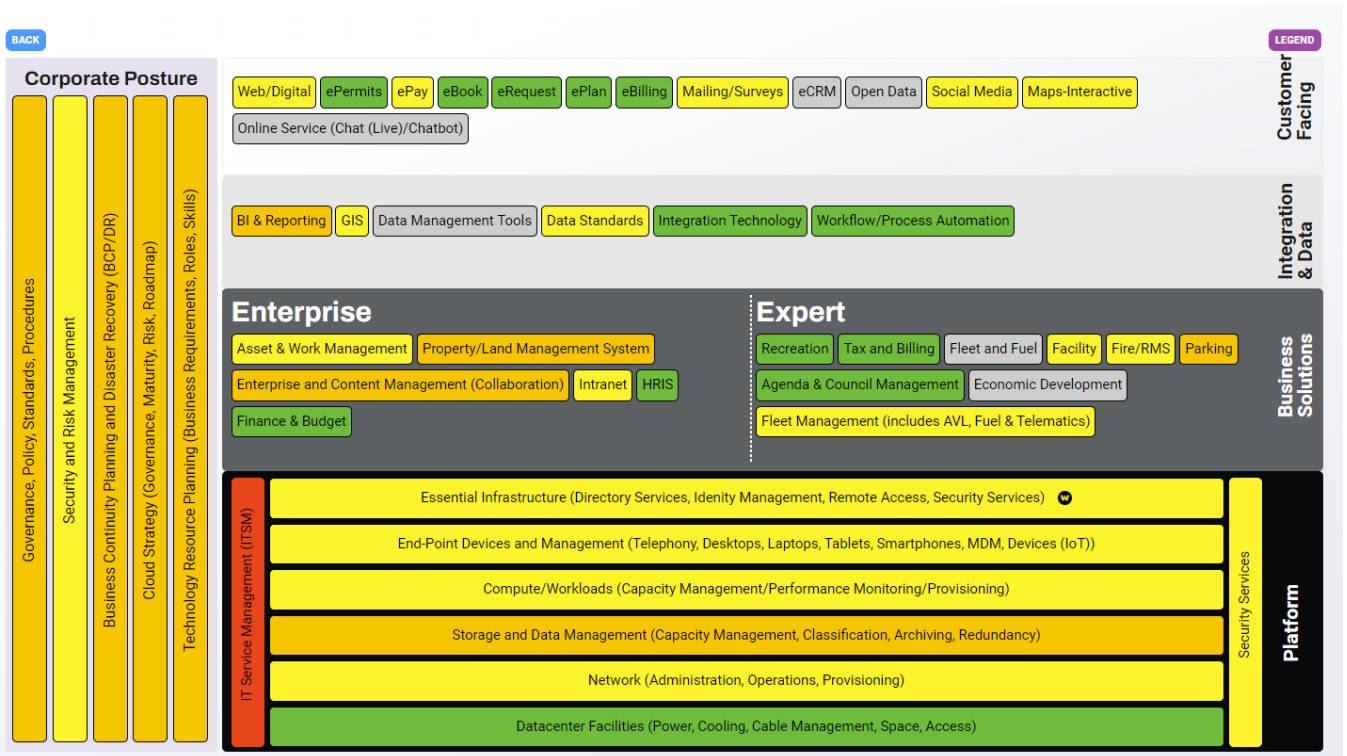 BACK
LEGEND
Corporate Posture
Governance, Policy, Standards, Procedures
Security and Risk Management
Business Continuity Planning and Disaster Recovery (BCP/DR)
Cloud Strategy (Governance, Maturity, Risk, Roadmap)
Technology Resource Planning (Business Requirements, Roles, Skills)
Web/Digital ePermits ePay eBook eRequest ePlan eBilling Mailing/Surveys eCRM Open Data Social Media Maps-Interactive
Online Service (Chat (Live)/Chatbot)
Customer
Facing
BI & Reporting GIS Data Management Tools Data Standards Integration Technology Workflow/Process Automation
Integration
& Data
Enterprise
Asset & Work Management Property/Land Management System
Enterprise and Content Management (Collaboration) Intranet HRIS
Finance & Budget
Expert
Recreation Tax and Billing Fleet and Fuel Facility Fire/RMS Parking
Agenda & Council Management Economic Development
Fleet Management (includes AVL, Fuel & Telematics)
Business
Solutions
IT Service Management (ITSM)
Essential Infrastructure (Directory Services, Idenity Management, Remote Access, Security Services) W
End-Point Devices and Management (Telephony, Desktops, Laptops, Tablets, Smartphones, MDM, Devices (IoT))
Compute/Workloads (Capacity Management/Performance Monitoring/Provisioning)
Storage and Data Management (Capacity Management, Classification, Archiving, Redundancy)
Network (Administration, Operations, Provisioning)
Datacenter Facilities (Power, Cooling, Cable Management, Space, Access)
Security Services
Platform